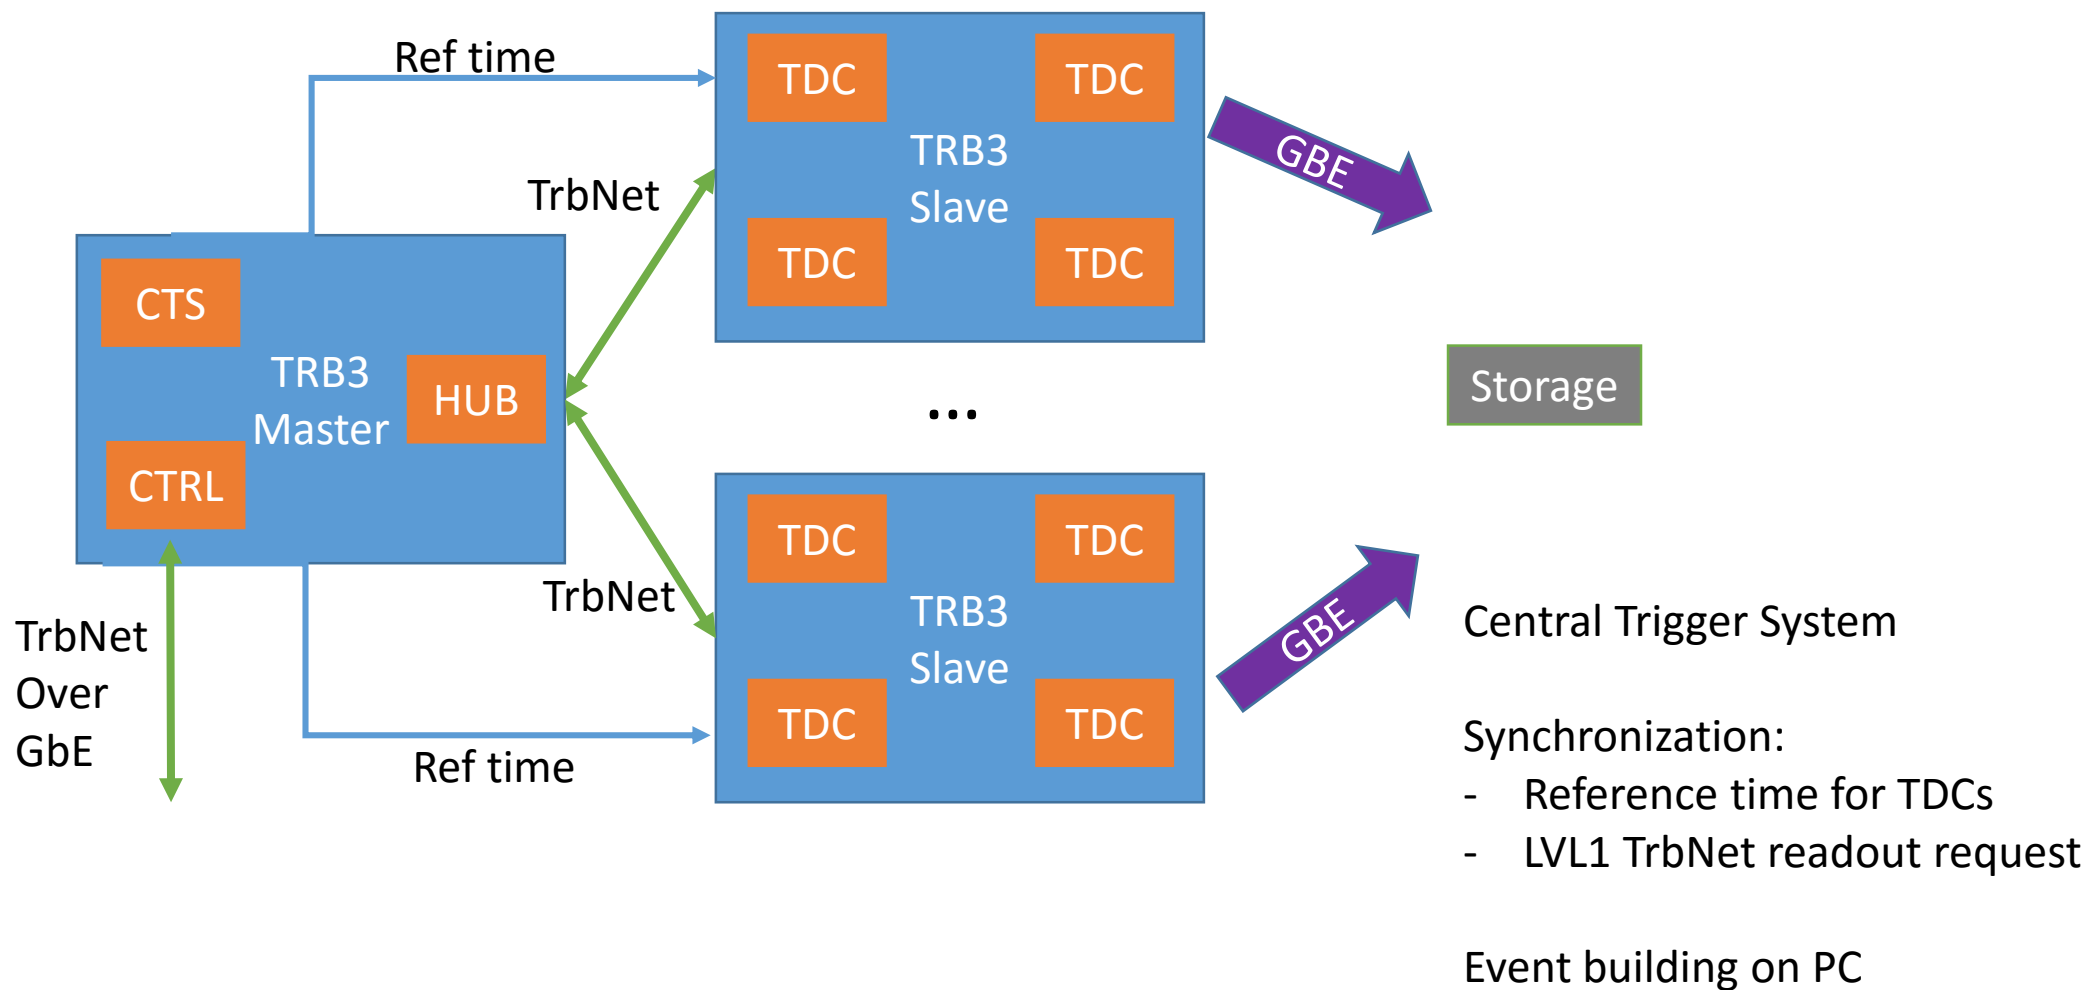 Ref time
TDC
TDC
TRB3
Slave
TDC
TDC
GBE
TrbNet
CTS
TRB3
Master
HUB
CTRL
...
Storage
TrbNet
TDC
TDC
TRB3
Slave
TDC
TDC
GBE
TrbNet
Over
GbE
Ref time
Central Trigger System
Synchronization:
- Reference time for TDCs
- LVL1 TrbNet readout request
Event building on PC